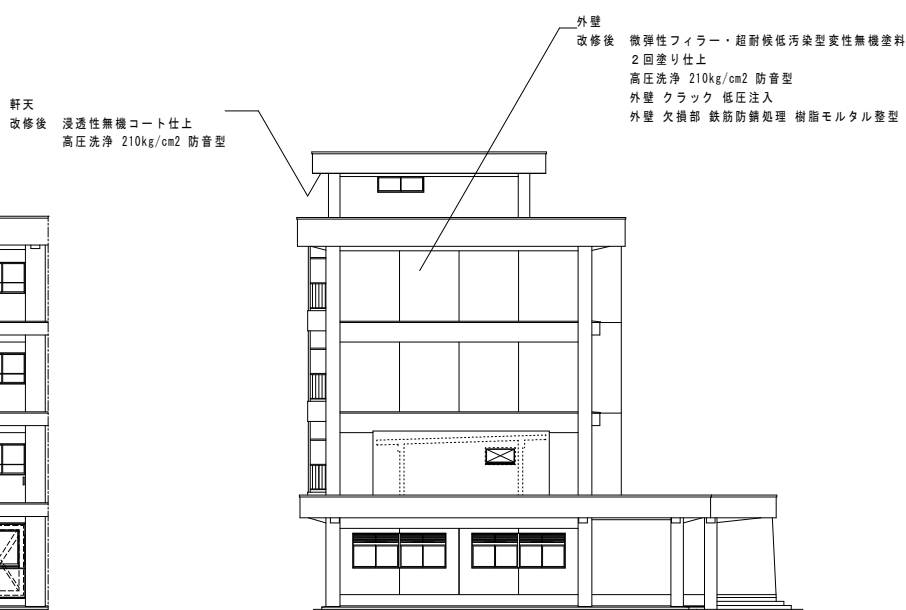 外壁
改修後 微弾性フィラー・超耐候低汚染型変性無機塗料
２回塗り仕上
高圧洗浄 210kg/cm2 防音型
外壁 クラック 低圧注入
外壁 欠損部 鉄筋防錆処理 樹脂モルタル整型
軒天
改修後 浸透性無機コート仕上
高圧洗浄 210kg/cm2 防音型